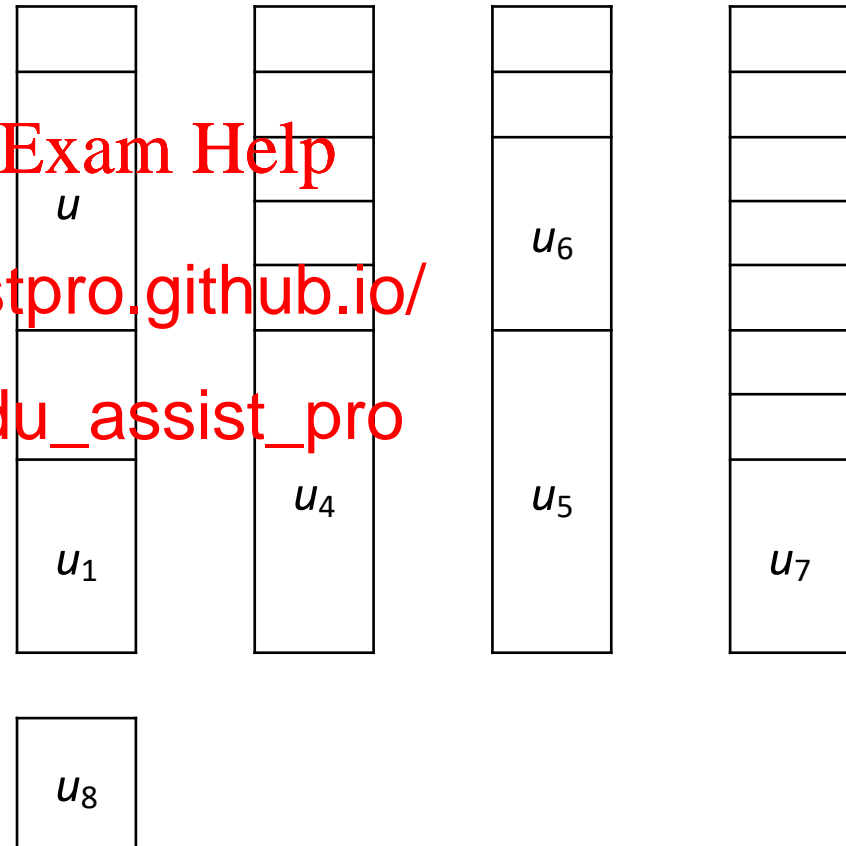 Exam Help
u
u6
stpro.github.io/
du_assist_pro
u4 u5
u1 u7
u8